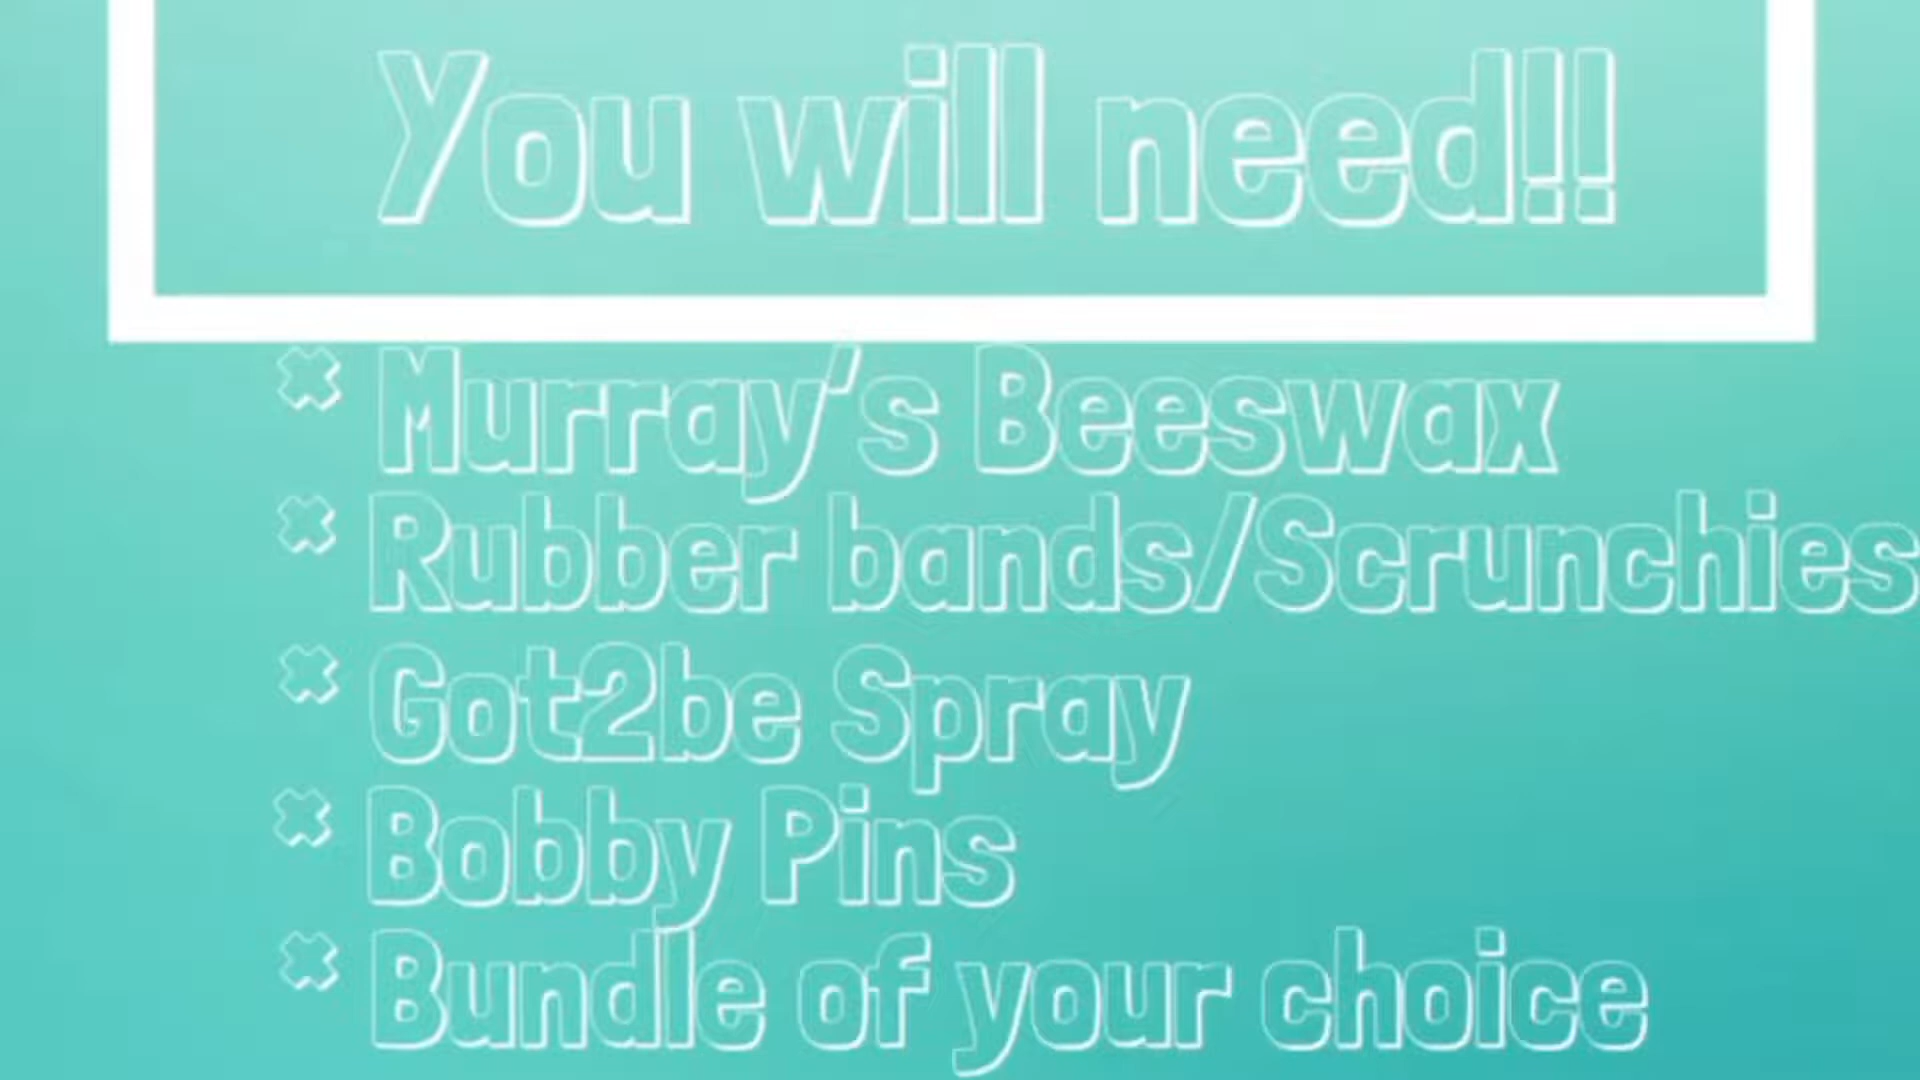 You will need!!
* Murray's Beeswax
* Rubber bands/Scrunchies
* Got2be Spray
* Bobby Pins
* Bundle of your choice